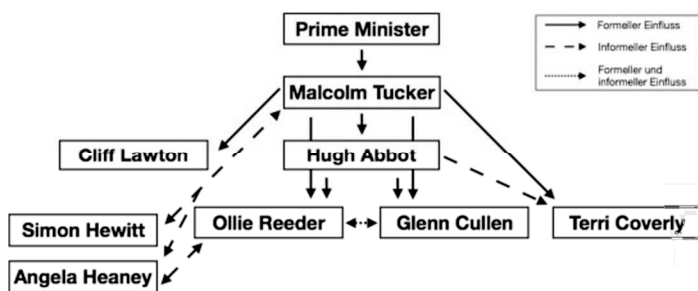 Prime Minister
Formeller Einfluss
Informeller Einfluss
Formeller und
informeller Einfluss
Malcolm Tucker
Cliff Lawton
Hugh Abbot
Simon Hewitt
Ollie Reeder
Glenn Cullen
Terri Coverly
Angela Heaney